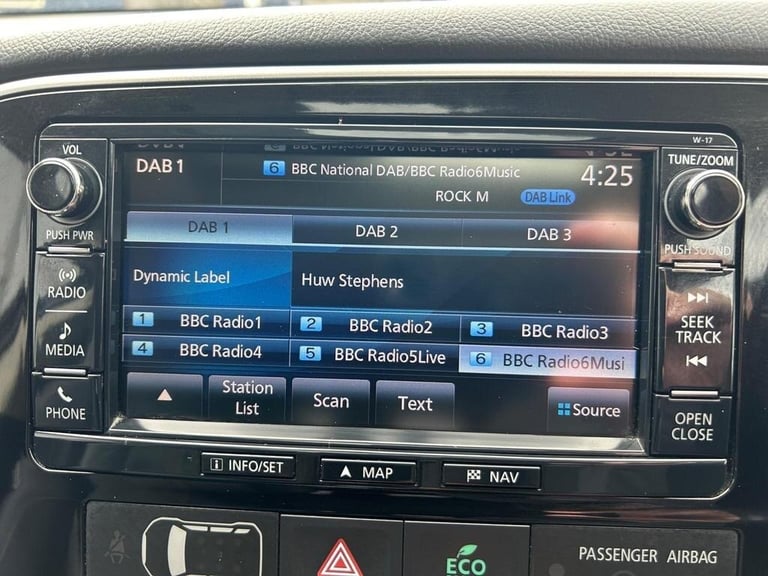 W-17
VOL
PUSH PWR
RADIO
MEDIA
PHONE
DAB 1
6 BBC National DAB/BBC Radio6Music
4:25
ROCK M
DAB Link
DAB 1
DAB 2
DAB 3
Dynamic Label
Huw Stephens
1 BBC Radio1
2 BBC Radio2
3 BBC Radio3
4 BBC Radio4
5 BBC Radio5Live
6 BBC Radio6Musi
Station
List
Scan
Text
Source
TUNE/ZOOM
PUSH SOUND
SEEK
TRACK
OPEN
CLOSE
i INFO/SET
MAP
NAV
ECO
PASSENGER AIRBAG